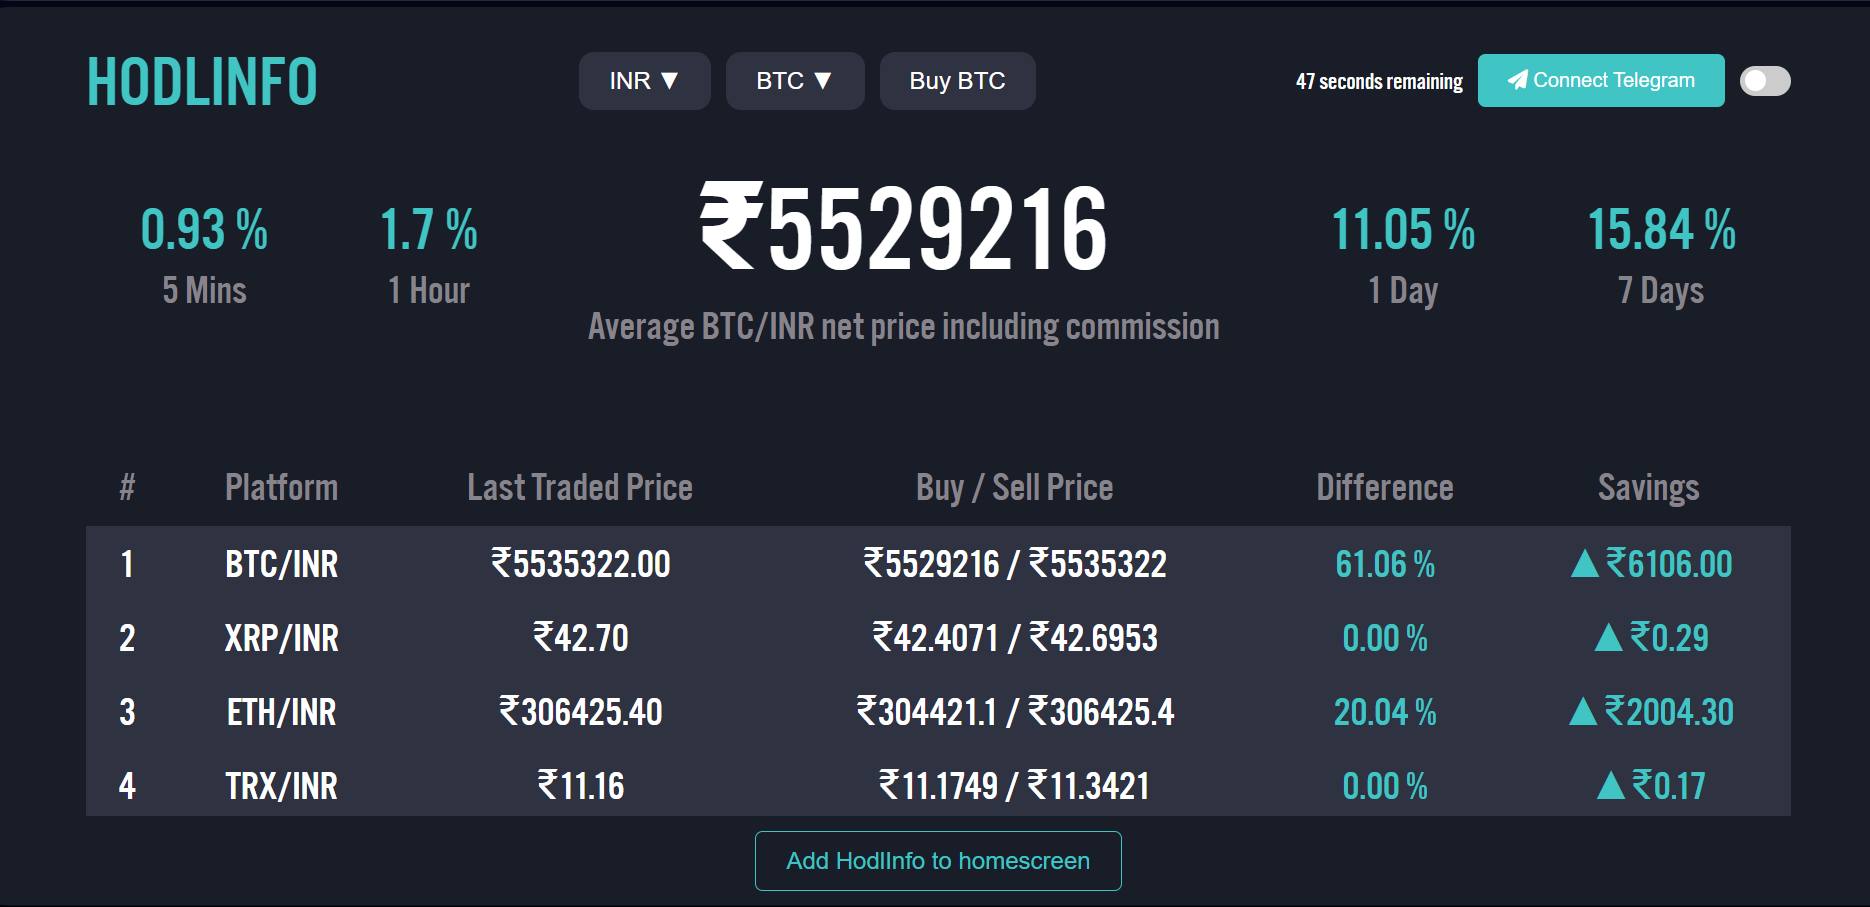 HODLINFO
INR ▼ BTC ▼ Buy BTC
47 seconds remaining Connect Telegram
0.93 % 1.7 % ₹5529216 11.05 % 15.84 %
5 Mins 1 Hour 1 Day 7 Days
Average BTC/INR net price including commission
# Platform Last Traded Price Buy / Sell Price Difference Savings
1 BTC/INR ₹5535322.00 ₹5529216 / ₹5535322 61.06 % ▲ ₹6106.00
2 XRP/INR ₹42.70 ₹42.4071 / ₹42.6953 0.00 % ▲ ₹0.29
3 ETH/INR ₹306425.40 ₹304421.1 / ₹306425.4 20.04 % ▲ ₹2004.30
4 TRX/INR ₹11.16 ₹11.1749 / ₹11.3421 0.00 % ▲ ₹0.17
Add HodlInfo to homescreen